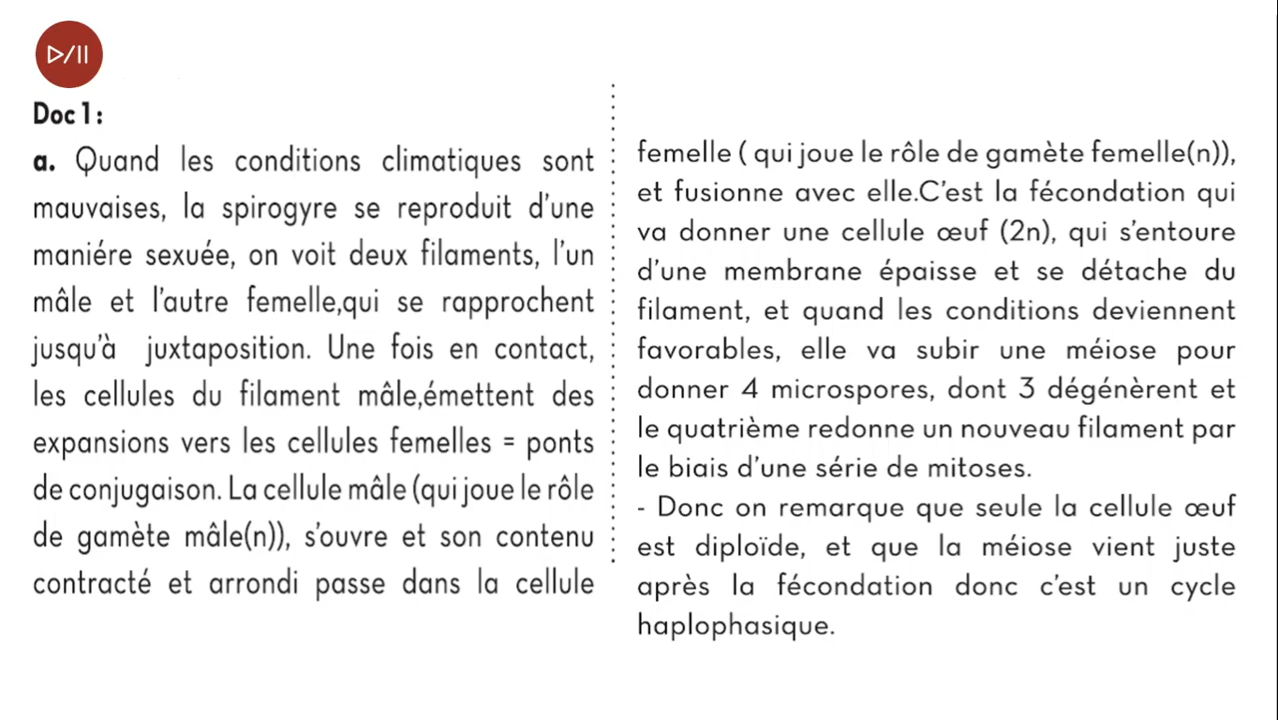 Doc 1 :
a. Quand les conditions climatiques sont
mauvaises, la spirogyre se reproduit d'une
maniére sexuée, on voit deux filaments, l'un
mâle et l'autre femelle,qui se rapprochent
jusqu'à juxtaposition. Une fois en contact,
les cellules du filament mâle,émettent des
expansions vers les cellules femelles = ponts
de conjugaison. La cellule mâle (qui joue le rôle
de gamète mâle(n)), s'ouvre et son contenu
contracté et arrondi passe dans la cellule
femelle ( qui joue le rôle de gamète femelle(n)),
et fusionne avec elle.C'est la fécondation qui
va donner une cellule œuf (2n), qui s'entoure
d'une membrane épaisse et se détache du
filament, et quand les conditions deviennent
favorables, elle va subir une méiose pour
donner 4 microspores, dont 3 dégénèrent et
le quatrième redonne un nouveau filament par
le biais d'une série de mitoses.
- Donc on remarque que seule la cellule œuf
est diploïde, et que la méiose vient juste
après la fécondation donc c'est un cycle
haplophasique.